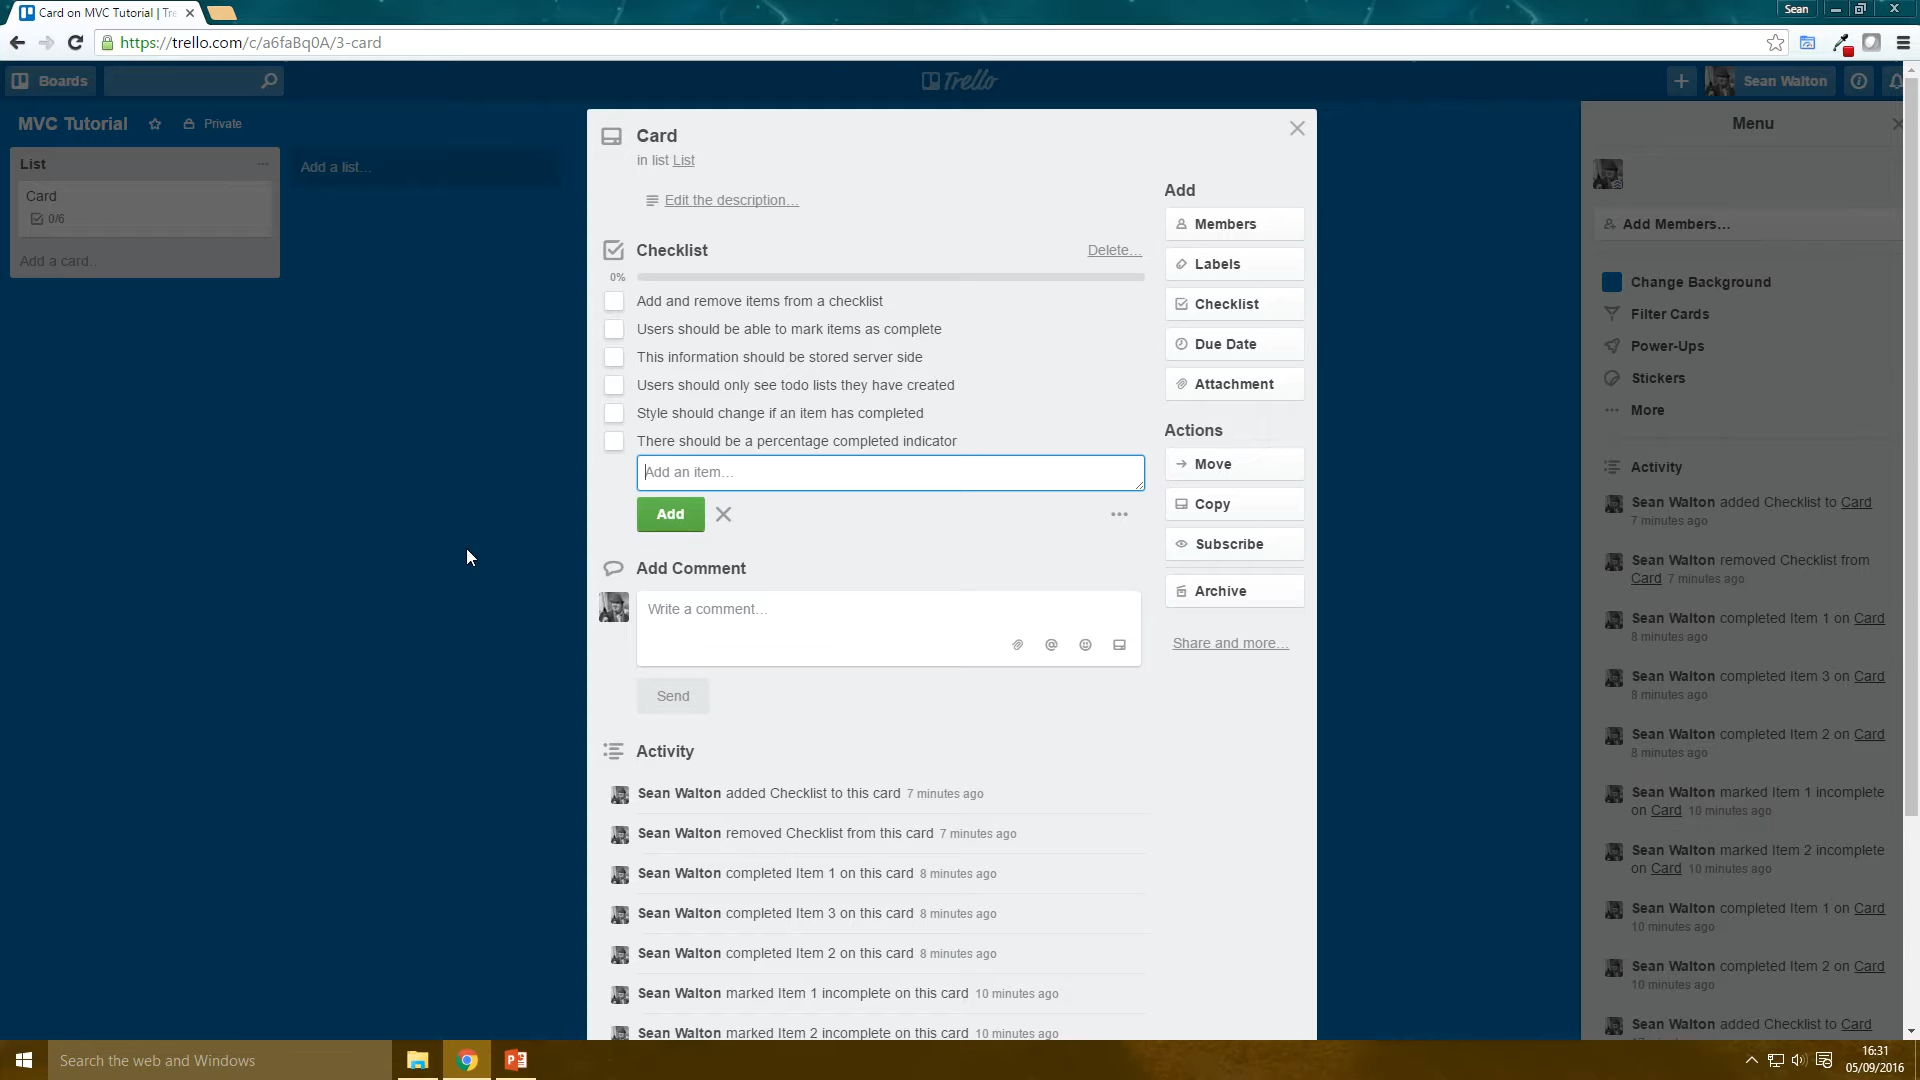 Card on MVC Tutorial | Tre
Sean
https://trello.com/c/a6faBq0A/3-card
Boards
Trello
Sean Walton
MVC Tutorial
Private
List
Card
0/6
Add a card..
Add a list…
Card
in list List
Edit the description…
Checklist
Delete…
0%
Add and remove items from a checklist
Users should be able to mark items as complete
This information should be stored server side
Users should only see todo lists they have created
Style should change if an item has completed
There should be a percentage completed indicator
Add an item…
Add
Add Comment
Write a comment…
Send
Activity
Sean Walton added Checklist to this card 7 minutes ago
Sean Walton removed Checklist from this card 7 minutes ago
Sean Walton completed Item 1 on this card 8 minutes ago
Sean Walton completed Item 3 on this card 8 minutes ago
Sean Walton completed Item 2 on this card 8 minutes ago
Sean Walton marked Item 1 incomplete on this card 10 minutes ago
Sean Walton marked Item 2 incomplete on this card 10 minutes ago
Add
Members
Labels
Checklist
Due Date
Attachment
Actions
Move
Copy
Subscribe
Archive
Share and more…
Menu
Add Members…
Change Background
Filter Cards
Power-Ups
Stickers
More
Activity
Sean Walton added Checklist to Card
7 minutes ago
Sean Walton removed Checklist from
Card 7 minutes ago
Sean Walton completed Item 1 on Card
8 minutes ago
Sean Walton completed Item 3 on Card
8 minutes ago
Sean Walton completed Item 2 on Card
8 minutes ago
Sean Walton marked Item 1 incomplete
on Card 10 minutes ago
Sean Walton marked Item 2 incomplete
on Card 10 minutes ago
Sean Walton completed Item 1 on Card
10 minutes ago
Sean Walton completed Item 2 on Card
10 minutes ago
Sean Walton added Checklist to Card
Search the web and Windows
16:31
05/09/2016